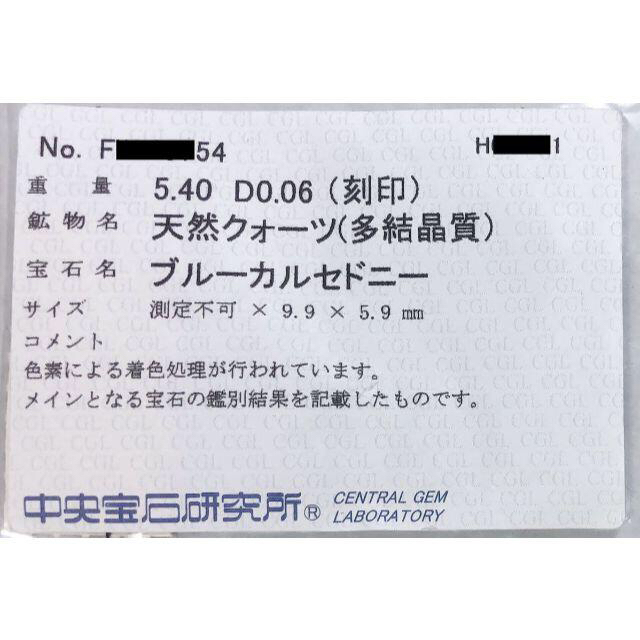 No. F 54 H 1
重量 5.40 D0.06 (刻印)
鉱物名 天然クォーツ(多結晶質)
宝石名 ブルーカルセドニー
サイズ 測定不可 × 9.9 × 5.9 mm
コメント
色素による着色処理が行われています。
メインとなる宝石の鑑別結果を記載したものです。
中央宝石研究所® CENTRAL GEM
LABORATORY